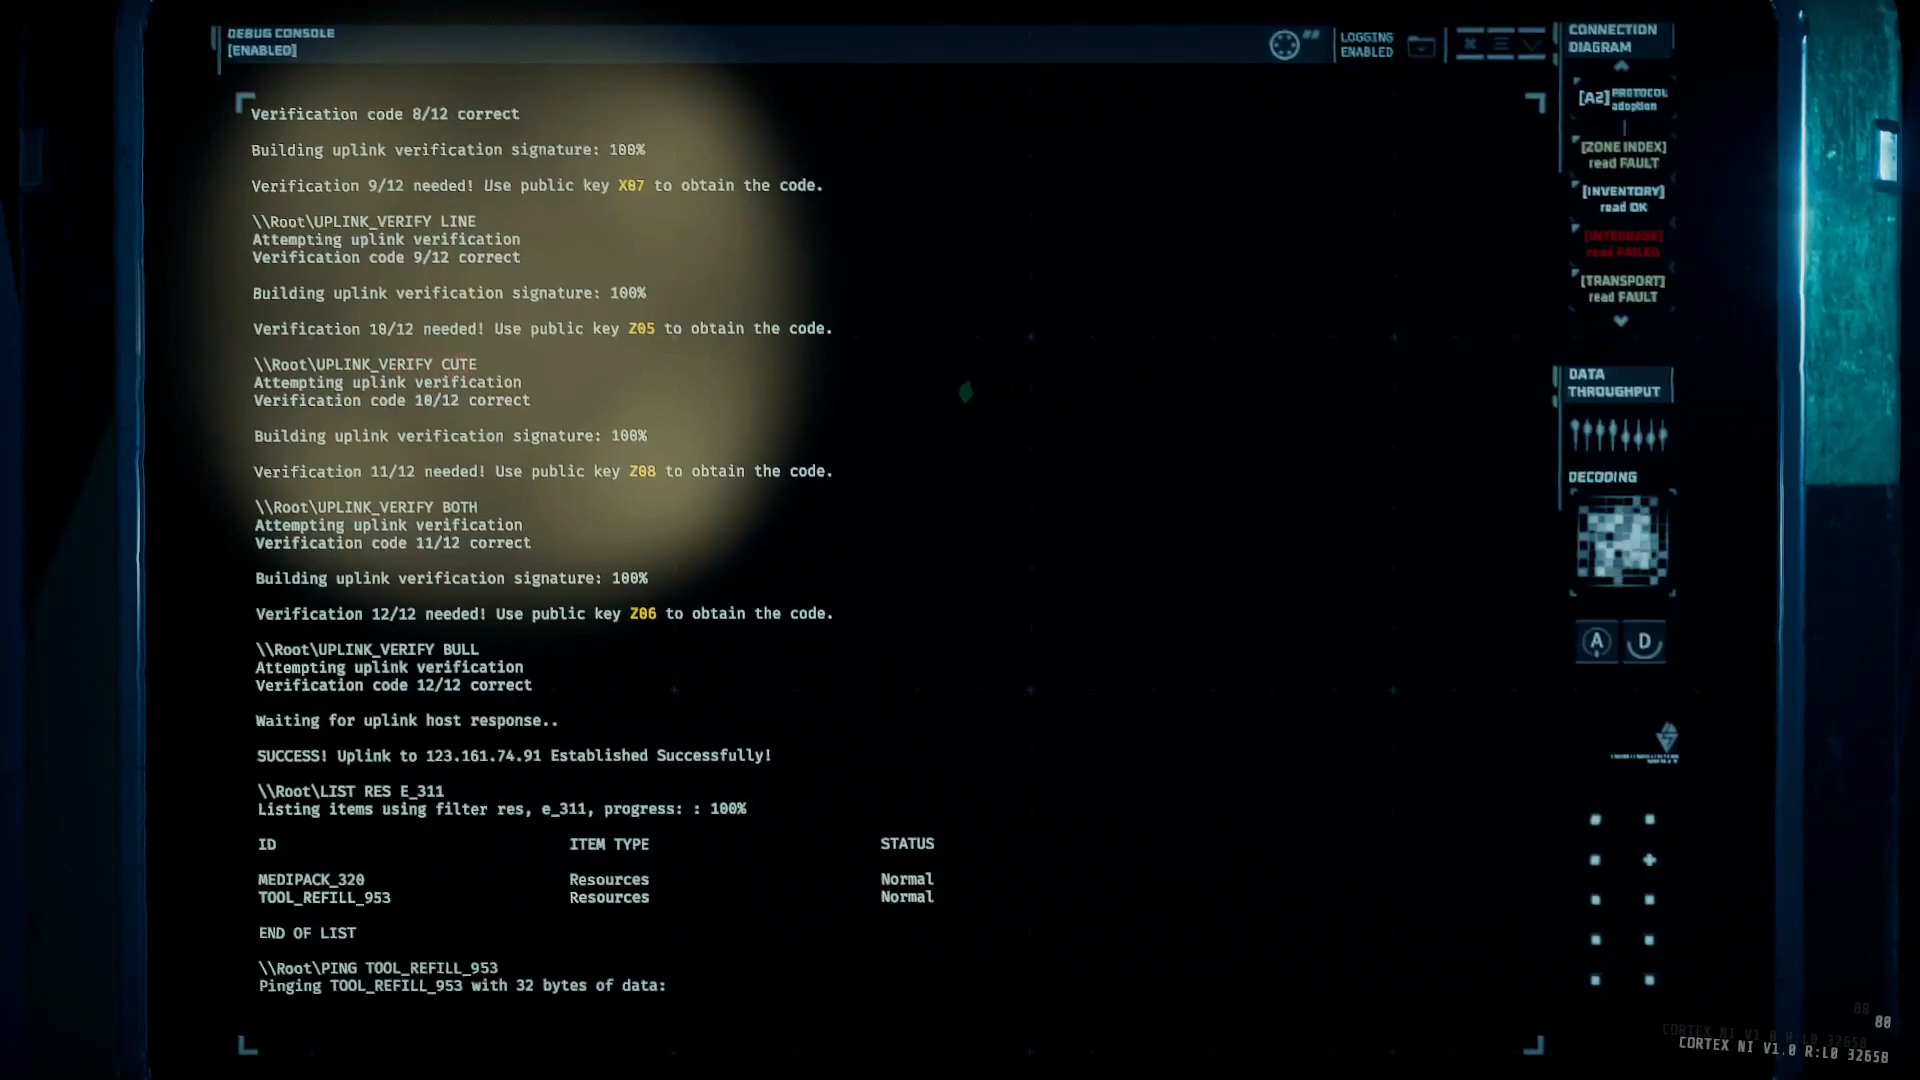 DEBUG CONSOLE
[ENABLED]
LOGGING
ENABLED
Verification code 8/12 correct
Building uplink verification signature: 100%
Verification 9/12 needed! Use public key X07 to obtain the code.
\\Root\UPLINK_VERIFY LINE
Attempting uplink verification
Verification code 9/12 correct
Building uplink verification signature: 100%
Verification 10/12 needed! Use public key Z05 to obtain the code.
\\Root\UPLINK_VERIFY CUTE
Attempting uplink verification
Verification code 10/12 correct
Building uplink verification signature: 100%
Verification 11/12 needed! Use public key Z08 to obtain the code.
\\Root\UPLINK_VERIFY BOTH
Attempting uplink verification
Verification code 11/12 correct
Building uplink verification signature: 100%
Verification 12/12 needed! Use public key Z06 to obtain the code.
\\Root\UPLINK_VERIFY BULL
Attempting uplink verification
Verification code 12/12 correct
Waiting for uplink host response..
SUCCESS! Uplink to 123.161.74.91 Established Successfully!
\\Root\LIST RES E_311
Listing items using filter res, e_311, progress: : 100%
ID ITEM TYPE STATUS
MEDIPACK_320 Resources Normal
TOOL_REFILL_953 Resources Normal
END OF LIST
\\Root\PING TOOL_REFILL_953
Pinging TOOL_REFILL_953 with 32 bytes of data:
CONNECTION
DIAGRAM
[A2] PROTOCOL
adoption
[ZONE INDEX]
read FAULT
[INVENTORY]
read OK
read FAILED
[TRANSPORT]
read FAULT
DATA
THROUGHPUT
DECODING
A D
80
CORTEX NI V1.0 R:L0 32658